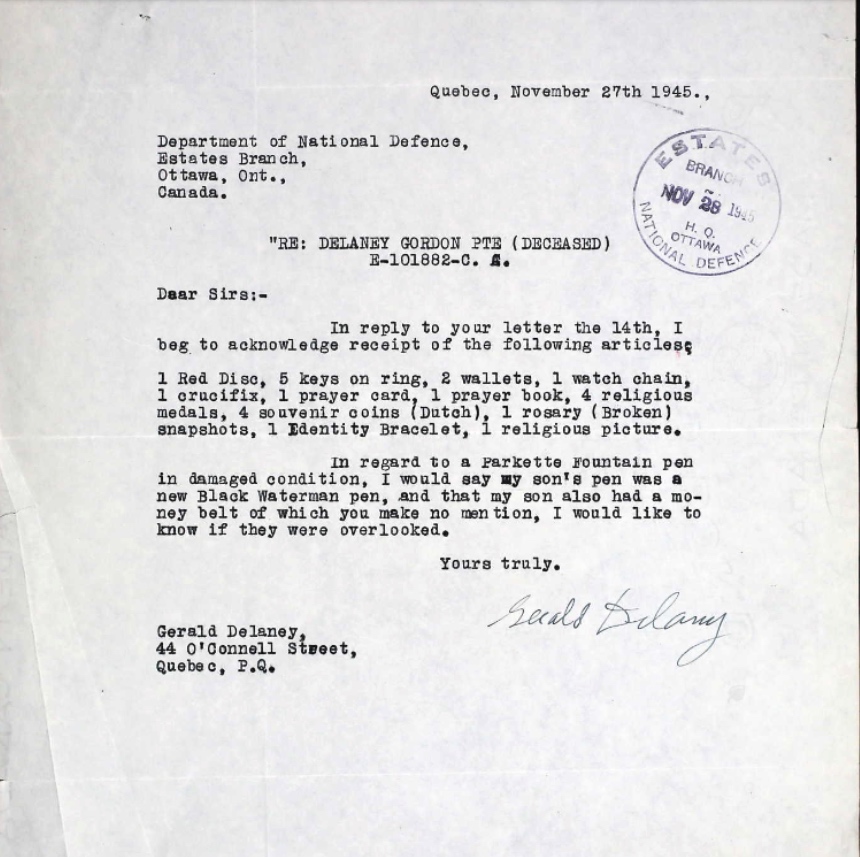 Quebec, November 27th 1945.,
Department of National Defence,
Estates Branch,
Ottawa, Ont.,
Canada.
ESTATES
BRANCH
NOV 28 1945
H. Q.
OTTAWA
NATIONAL DEFENCE
"RE: DELANEY GORDON PTE (DECEASED)
E-101882-C.
Dear Sirs:-
In reply to your letter the 14th, I
beg to acknowledge receipt of the following articles;
1 Red Disc, 5 keys on ring, 2 wallets, 1 watch chain,
1 crucifix, 1 prayer card, 1 prayer book, 4 religious
medals, 4 souvenir coins (Dutch), 1 rosary (Broken)
snapshots, 1 Identity Bracelet, 1 religious picture.
In regard to a Parkette Fountain pen
in damaged condition, I would say my son's pen was a
new Black Waterman pen, and that my son also had a mo-
ney belt of which you make no mention, I would like to
know if they were overlooked.
Yours truly.
Gerald Delaney
Gerald Delaney,
44 O'Connell Street,
Quebec, P.Q.